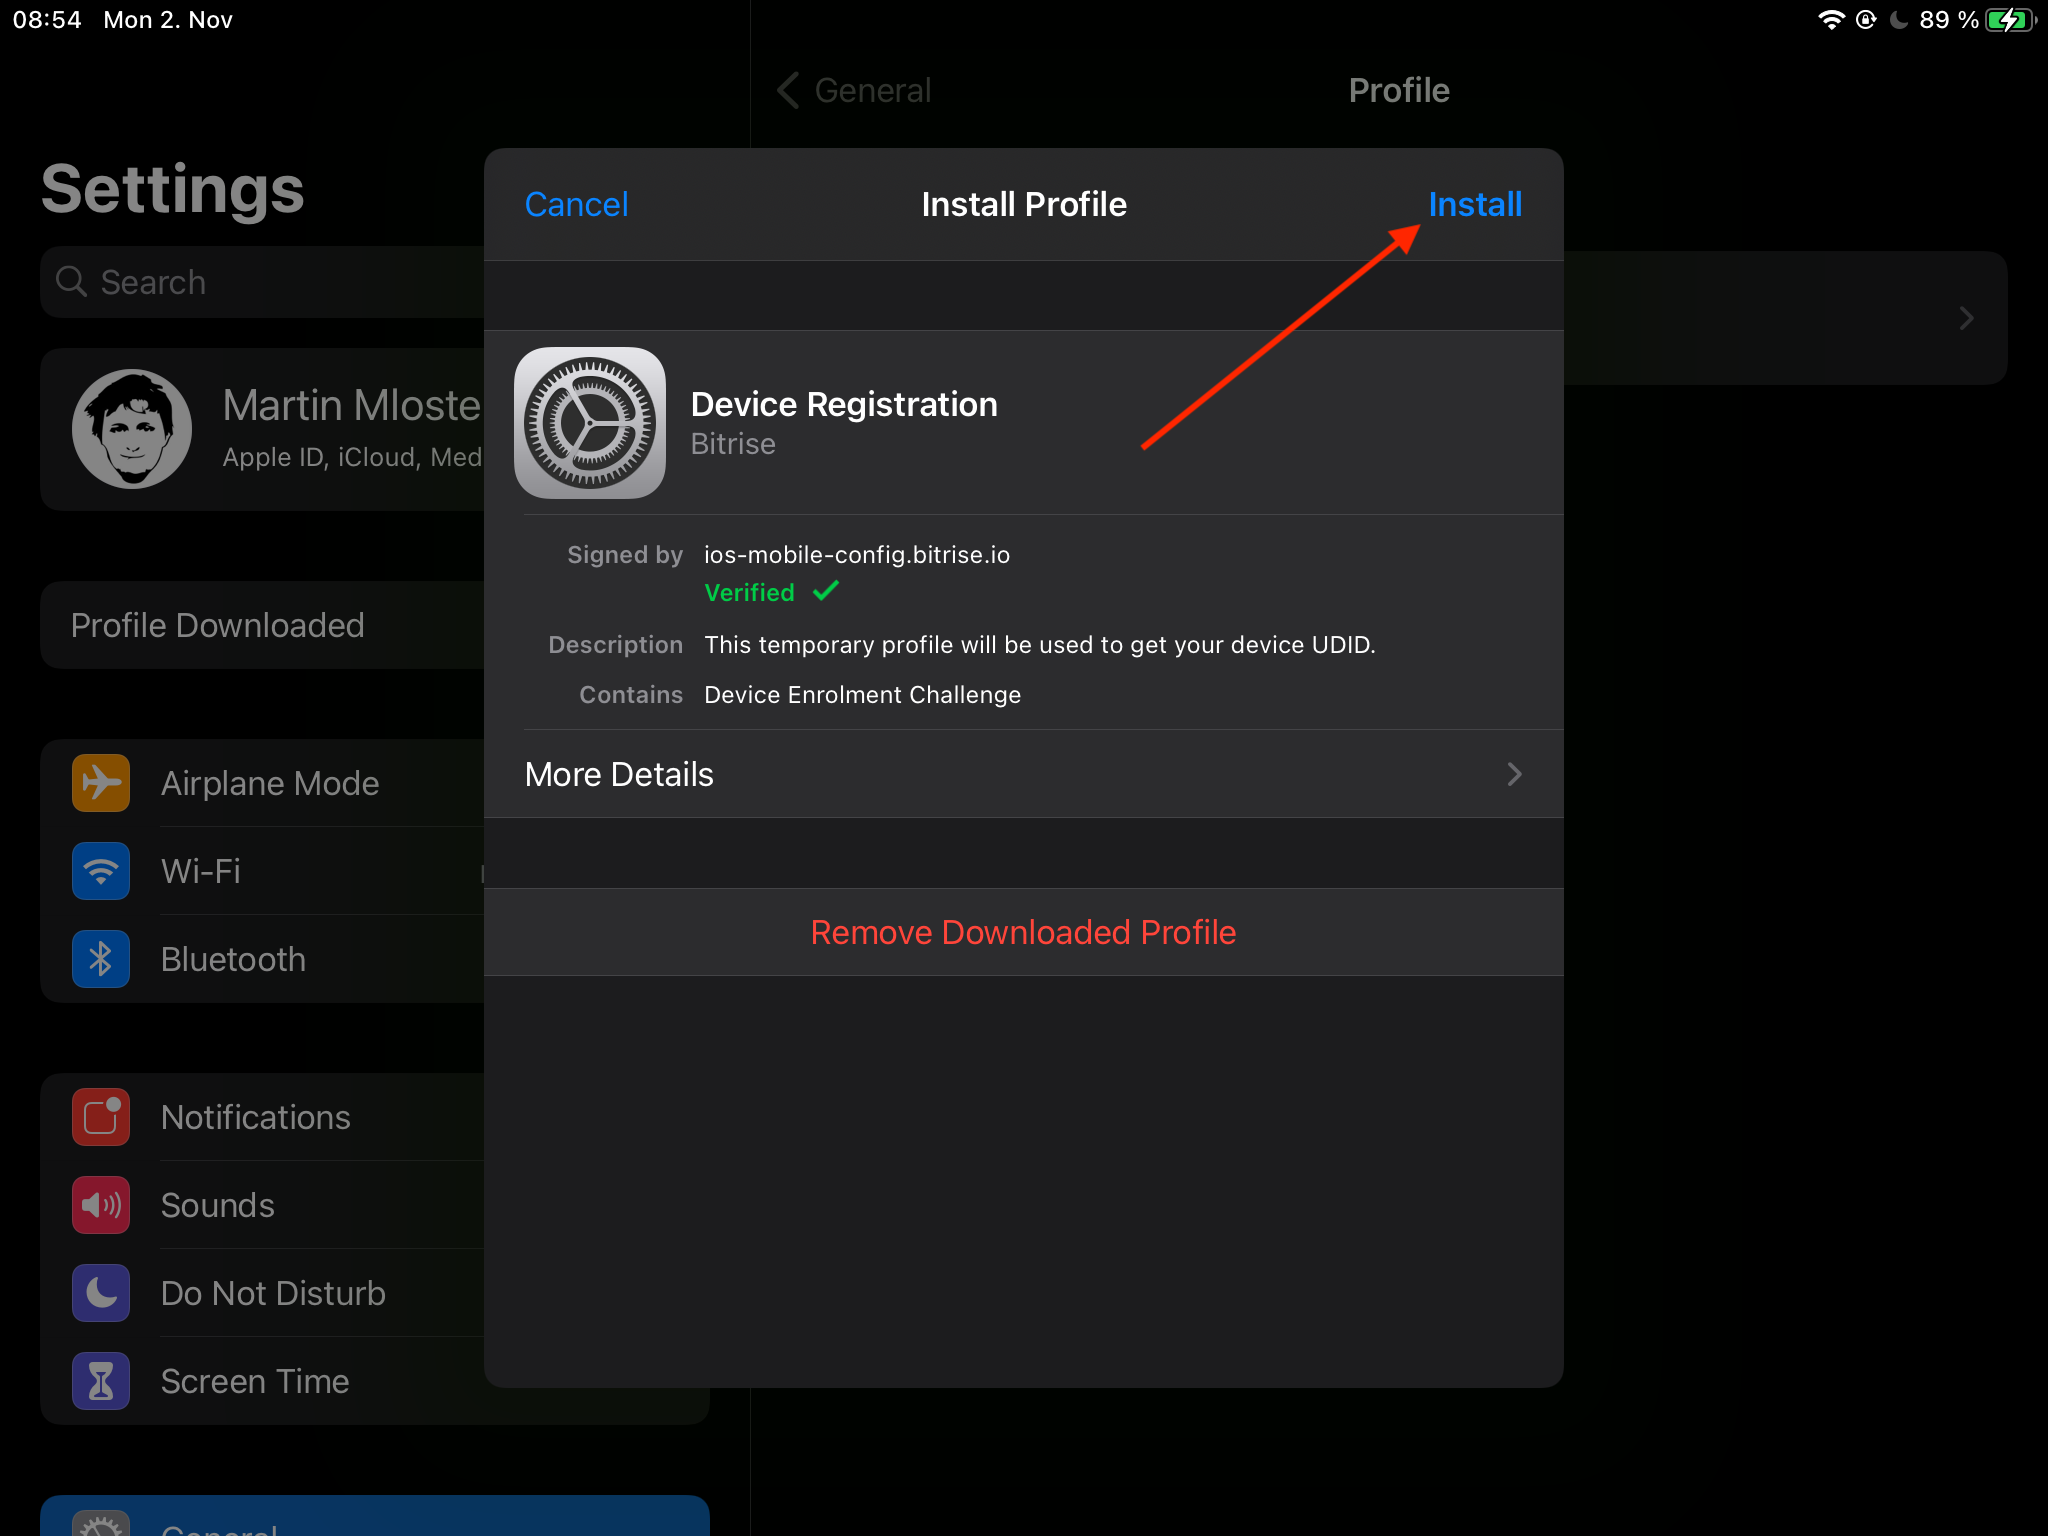 08:54 Mon 2. Nov
89 %
Settings
Search
Martin Mloste
Apple ID, iCloud, Med
Profile Downloaded
Airplane Mode
Wi-Fi
Bluetooth
Notifications
Sounds
Do Not Disturb
Screen Time
General
General
Profile
Cancel
Install Profile
Install
Device Registration
Bitrise
Signed by ios-mobile-config.bitrise.io
Verified
Description This temporary profile will be used to get your device UDID.
Contains Device Enrolment Challenge
More Details
Remove Downloaded Profile